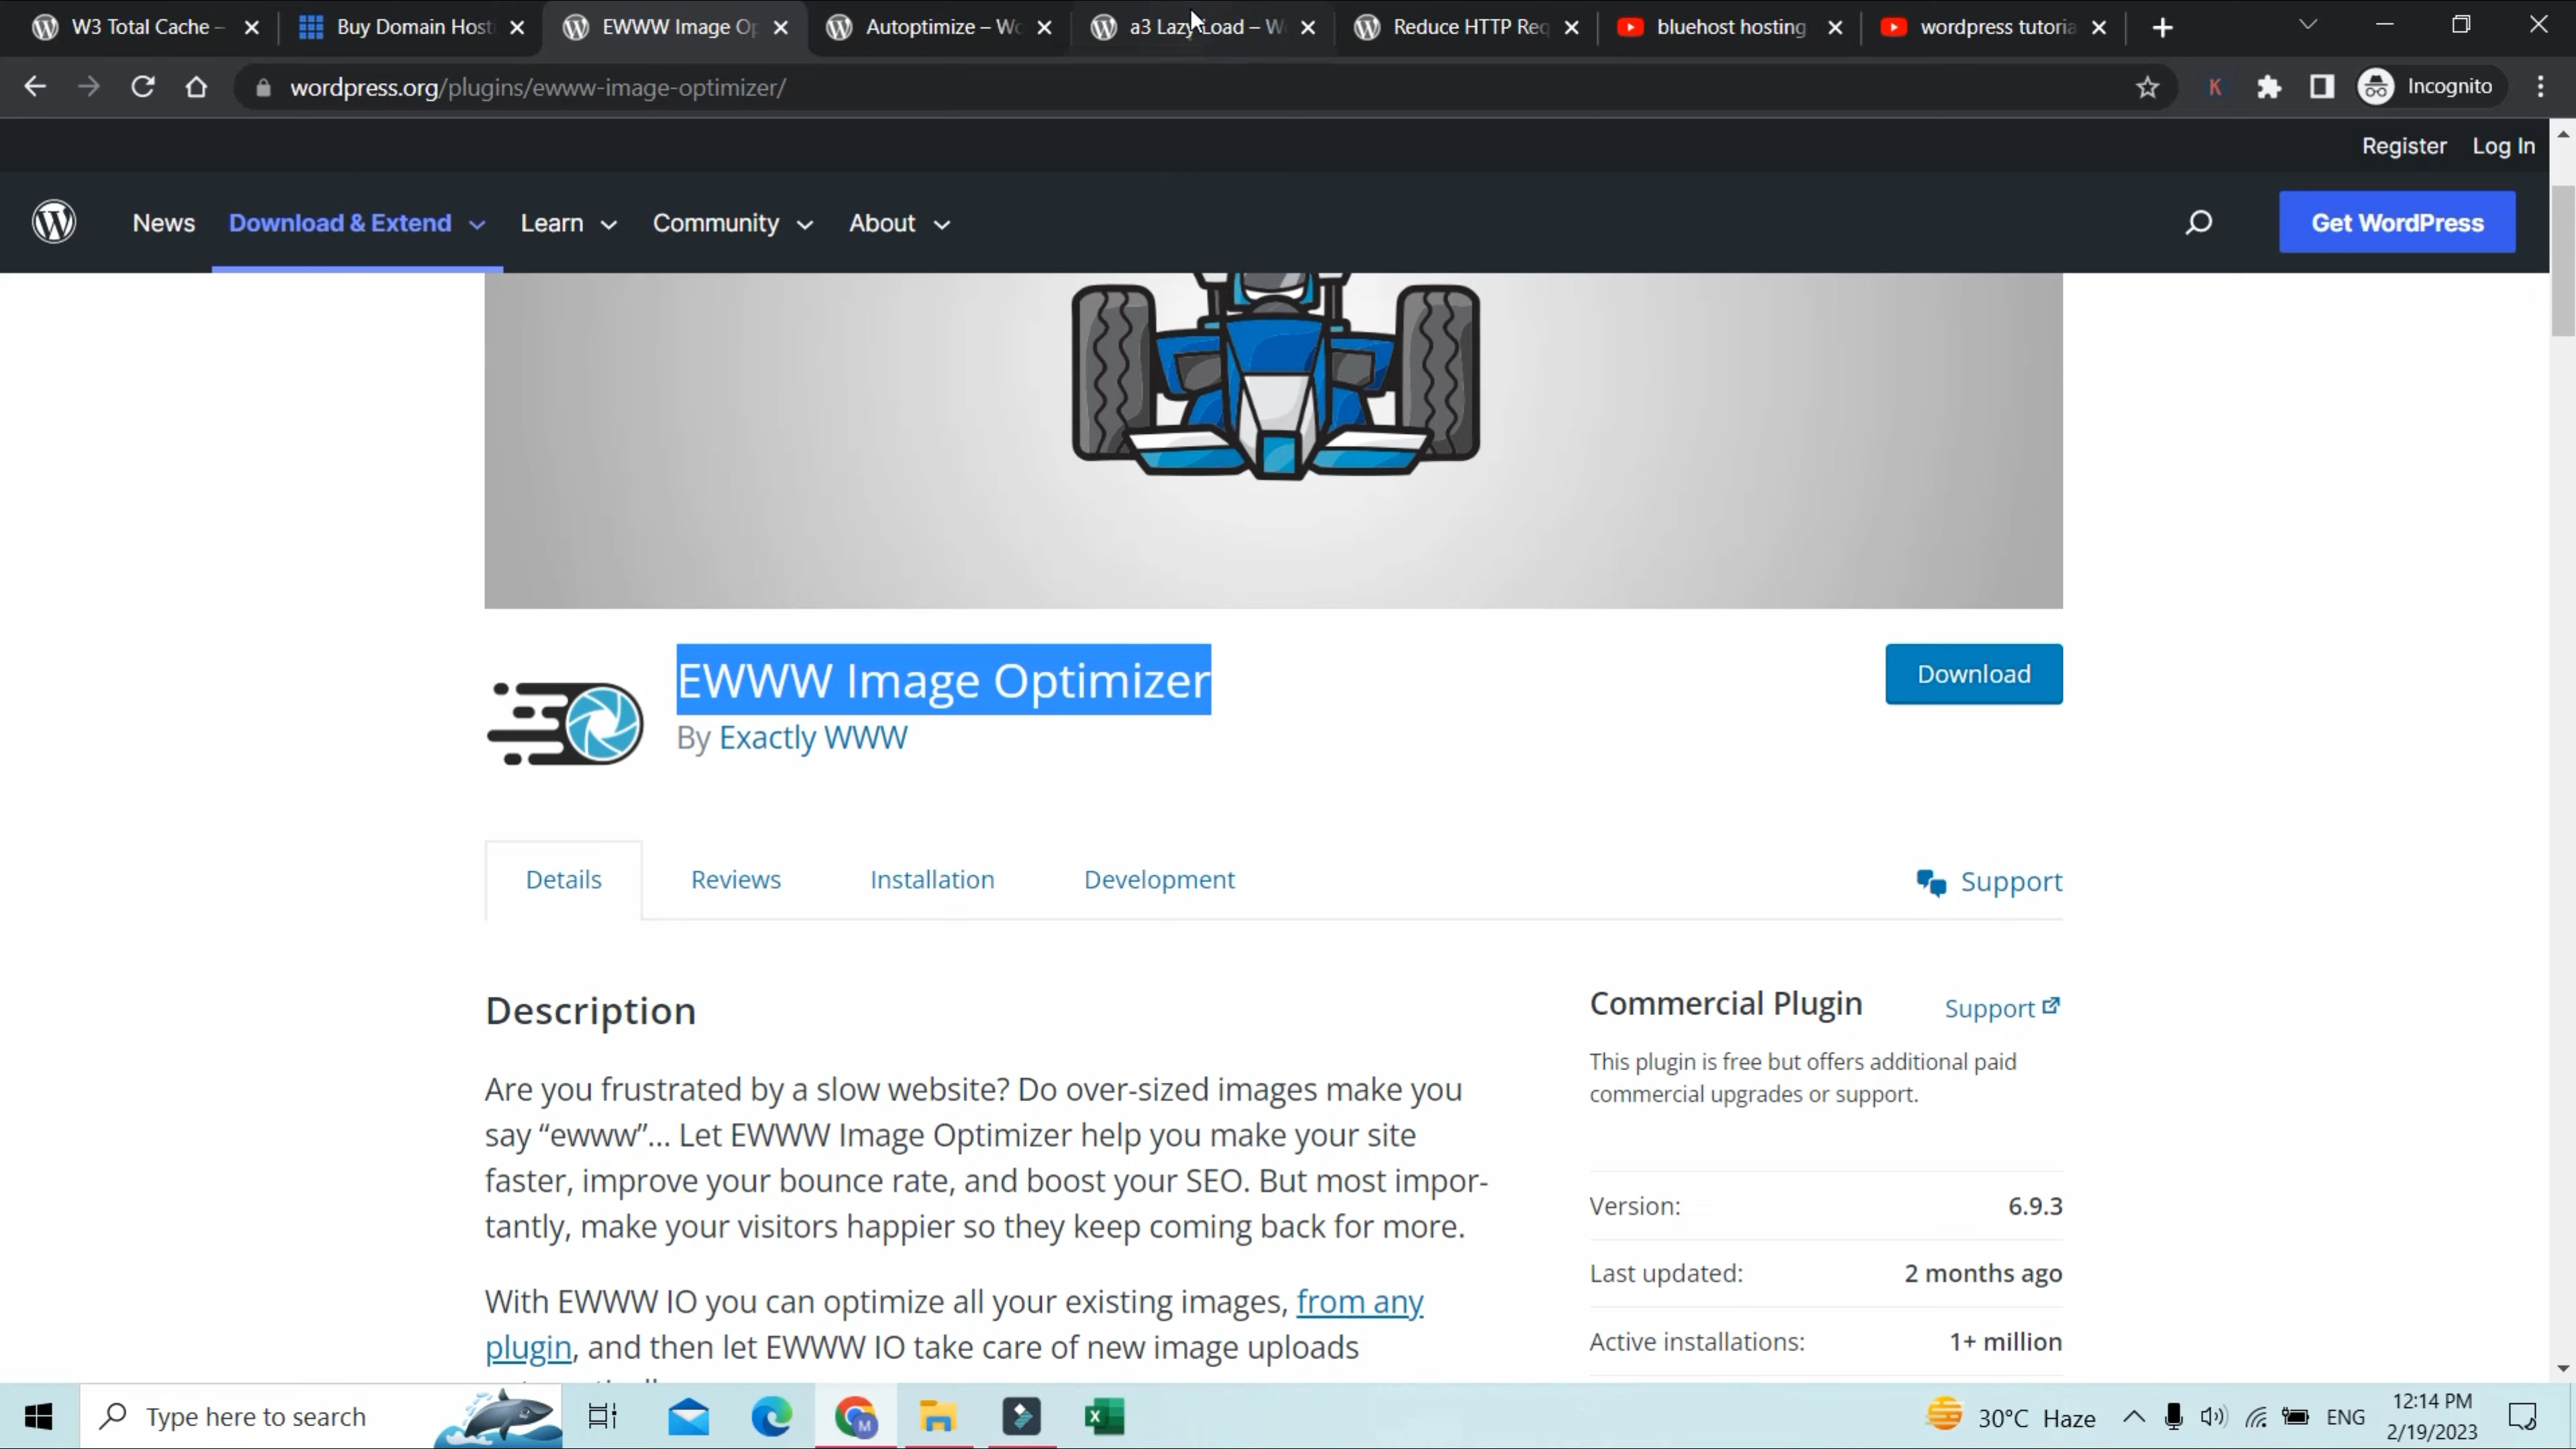 W3 Total Cache –
Buy Domain Hosti
EWWW Image Op
Autoptimize – Wo
a3 Lazy Load – W
Reduce HTTP Req
bluehost hosting
wordpress tutoria
wordpress.org/plugins/ewww-image-optimizer/
K
Incognito
Register Log In
News Download & Extend Learn Community About Get WordPress
EWWW Image Optimizer
Download
By Exactly WWW
Details Reviews Installation Development Support
Description
Are you frustrated by a slow website? Do over-sized images make you
say “ewww”… Let EWWW Image Optimizer help you make your site
faster, improve your bounce rate, and boost your SEO. But most impor-
tantly, make your visitors happier so they keep coming back for more.
With EWWW IO you can optimize all your existing images, from any
plugin, and then let EWWW IO take care of new image uploads
Commercial Plugin Support
This plugin is free but offers additional paid
commercial upgrades or support.
Version: 6.9.3
Last updated: 2 months ago
Active installations: 1+ million
Type here to search
M
30°C Haze
ENG
12:14 PM
2/19/2023